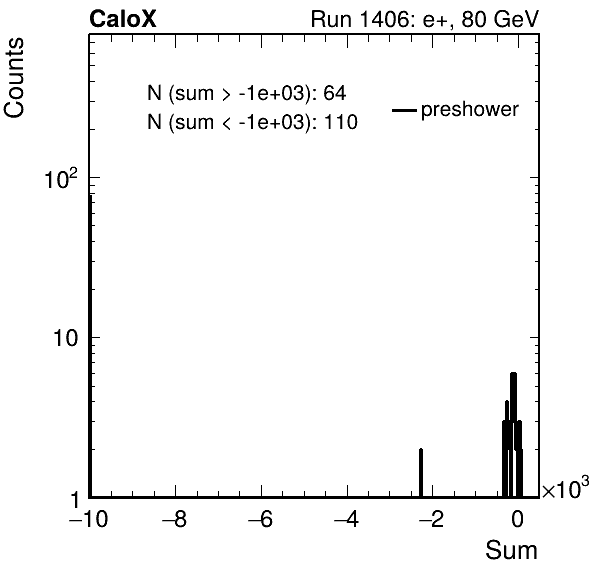 CaloX Run 1406: e+, 80 GeV
Counts
N (sum > -1e+03): 64
N (sum < -1e+03): 110
preshower
10²
10
1
−10 −8 −6 −4 −2 0 ×10³
Sum